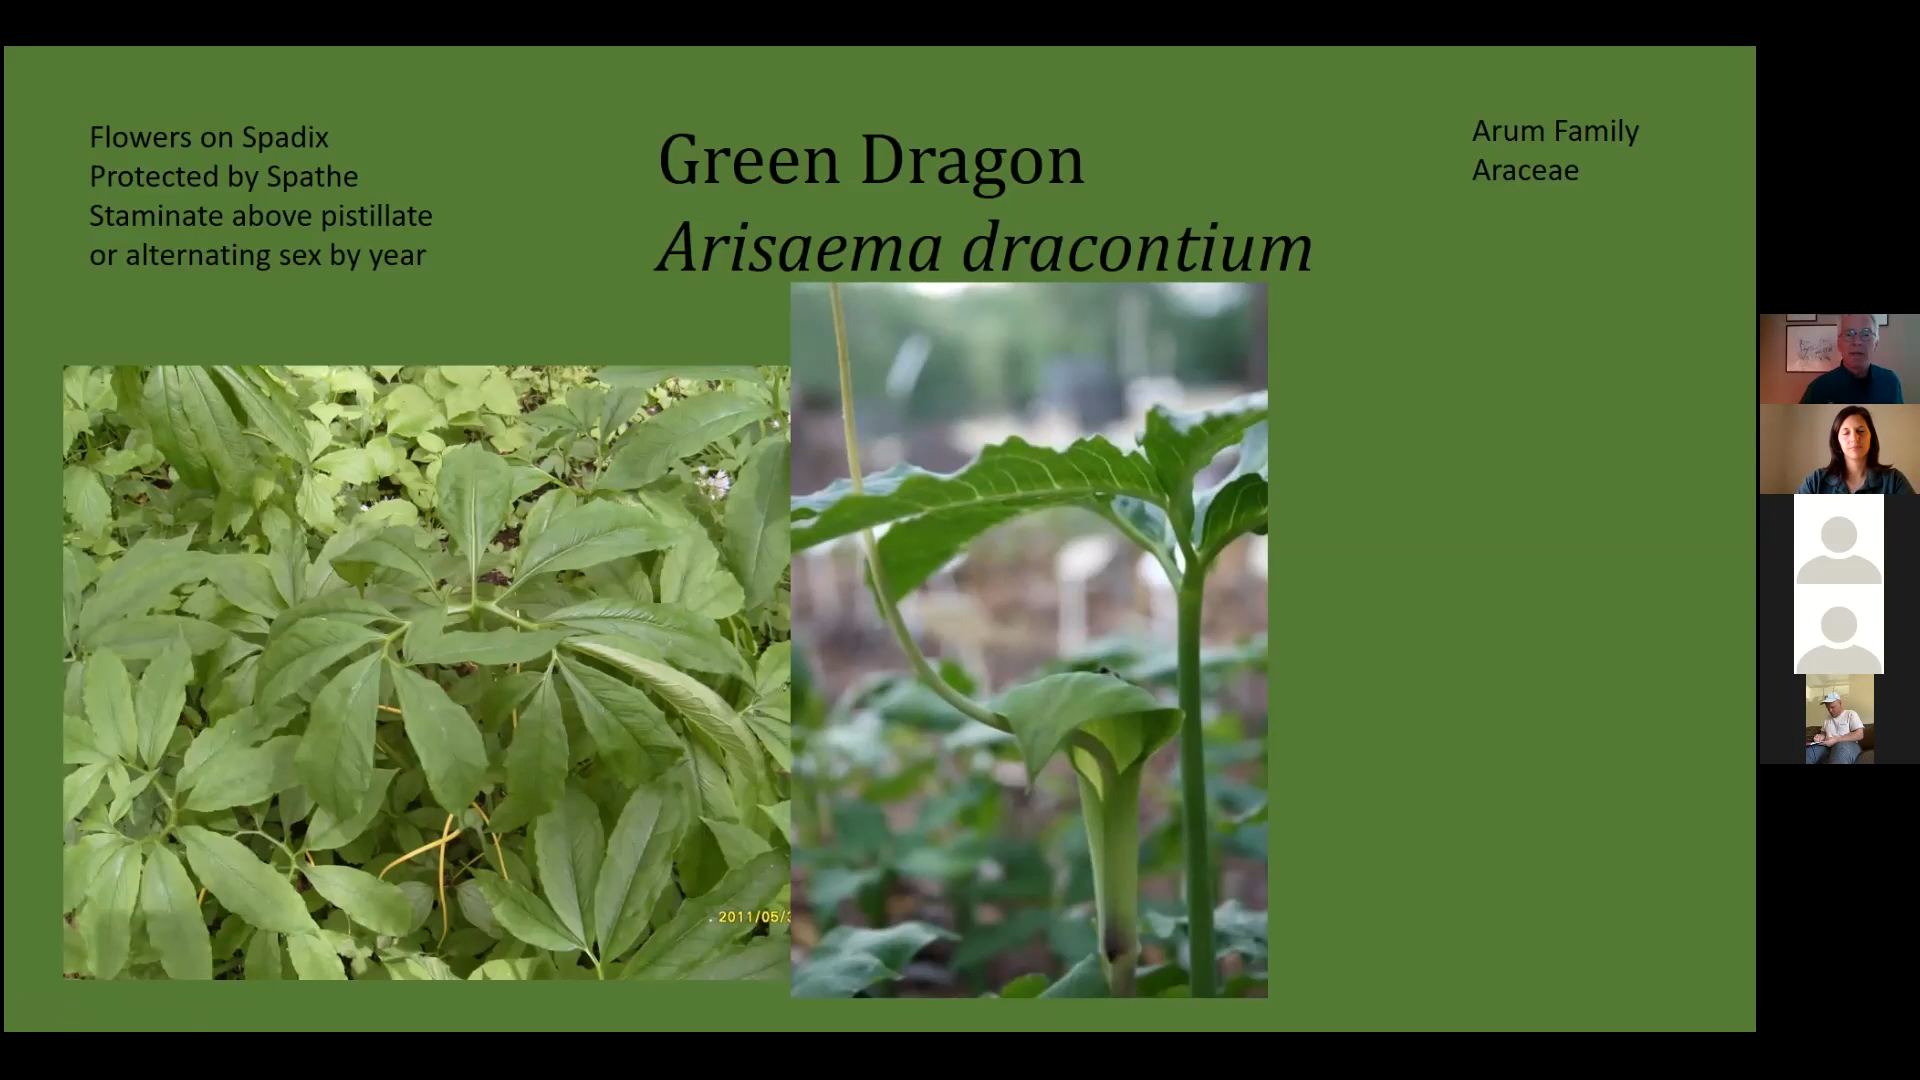 Flowers on Spadix
Protected by Spathe
Staminate above pistillate
or alternating sex by year
Green Dragon
Arisaema dracontium
Arum Family
Araceae
2011/05/3